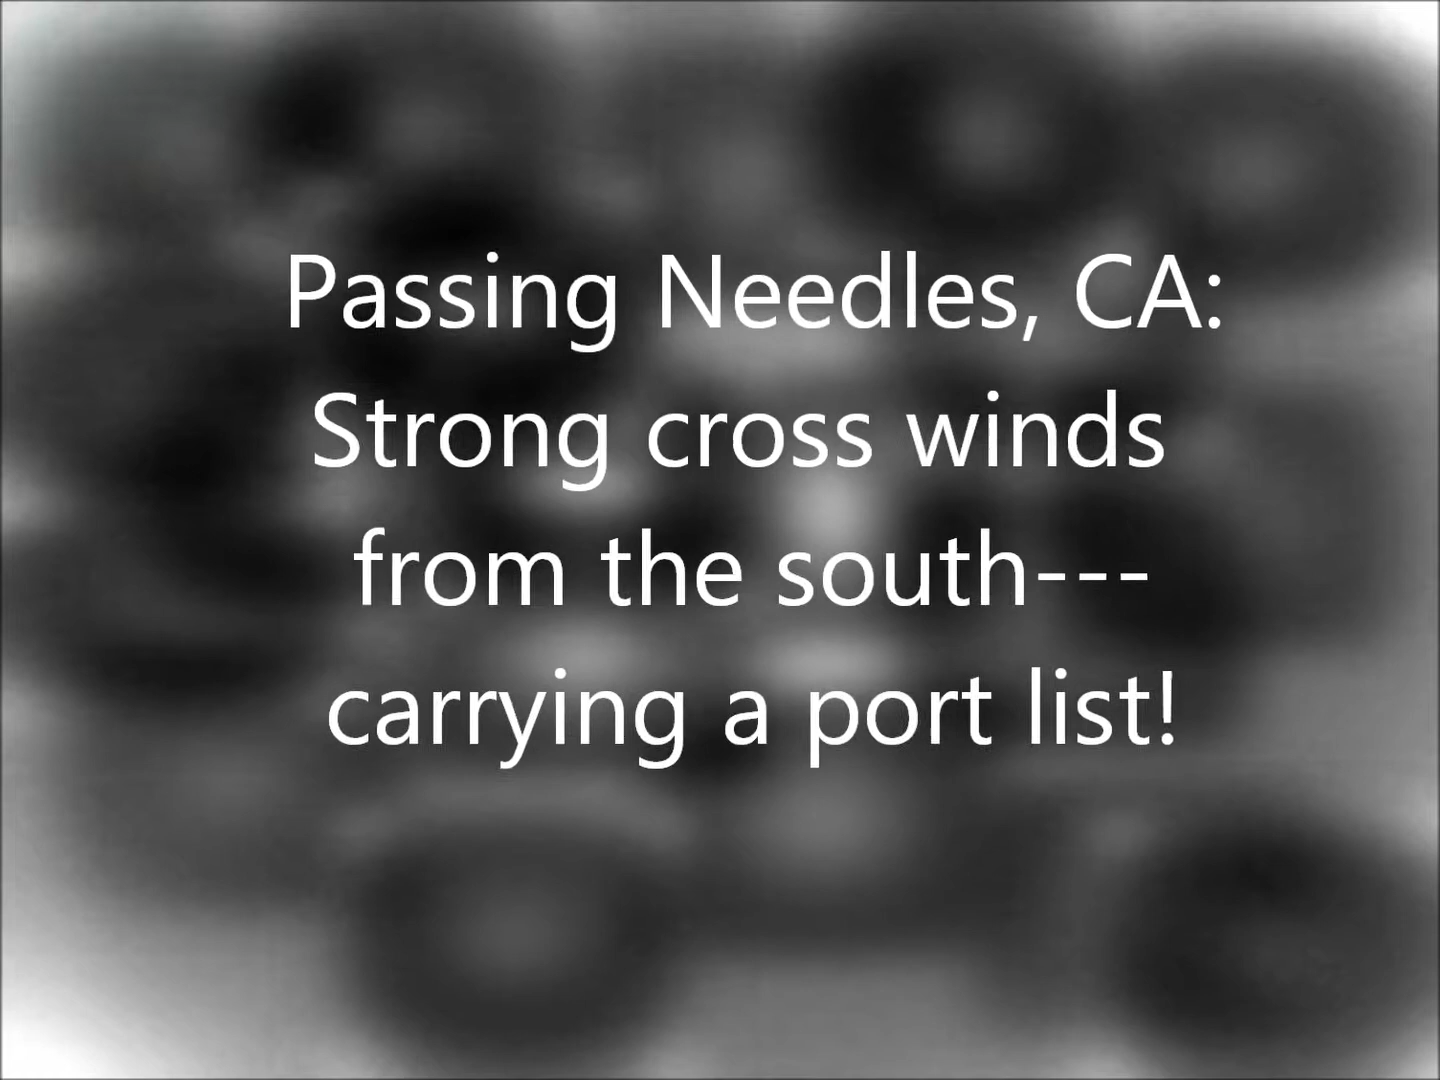 Passing Needles, CA:
Strong cross winds
from the south---
carrying a port list!